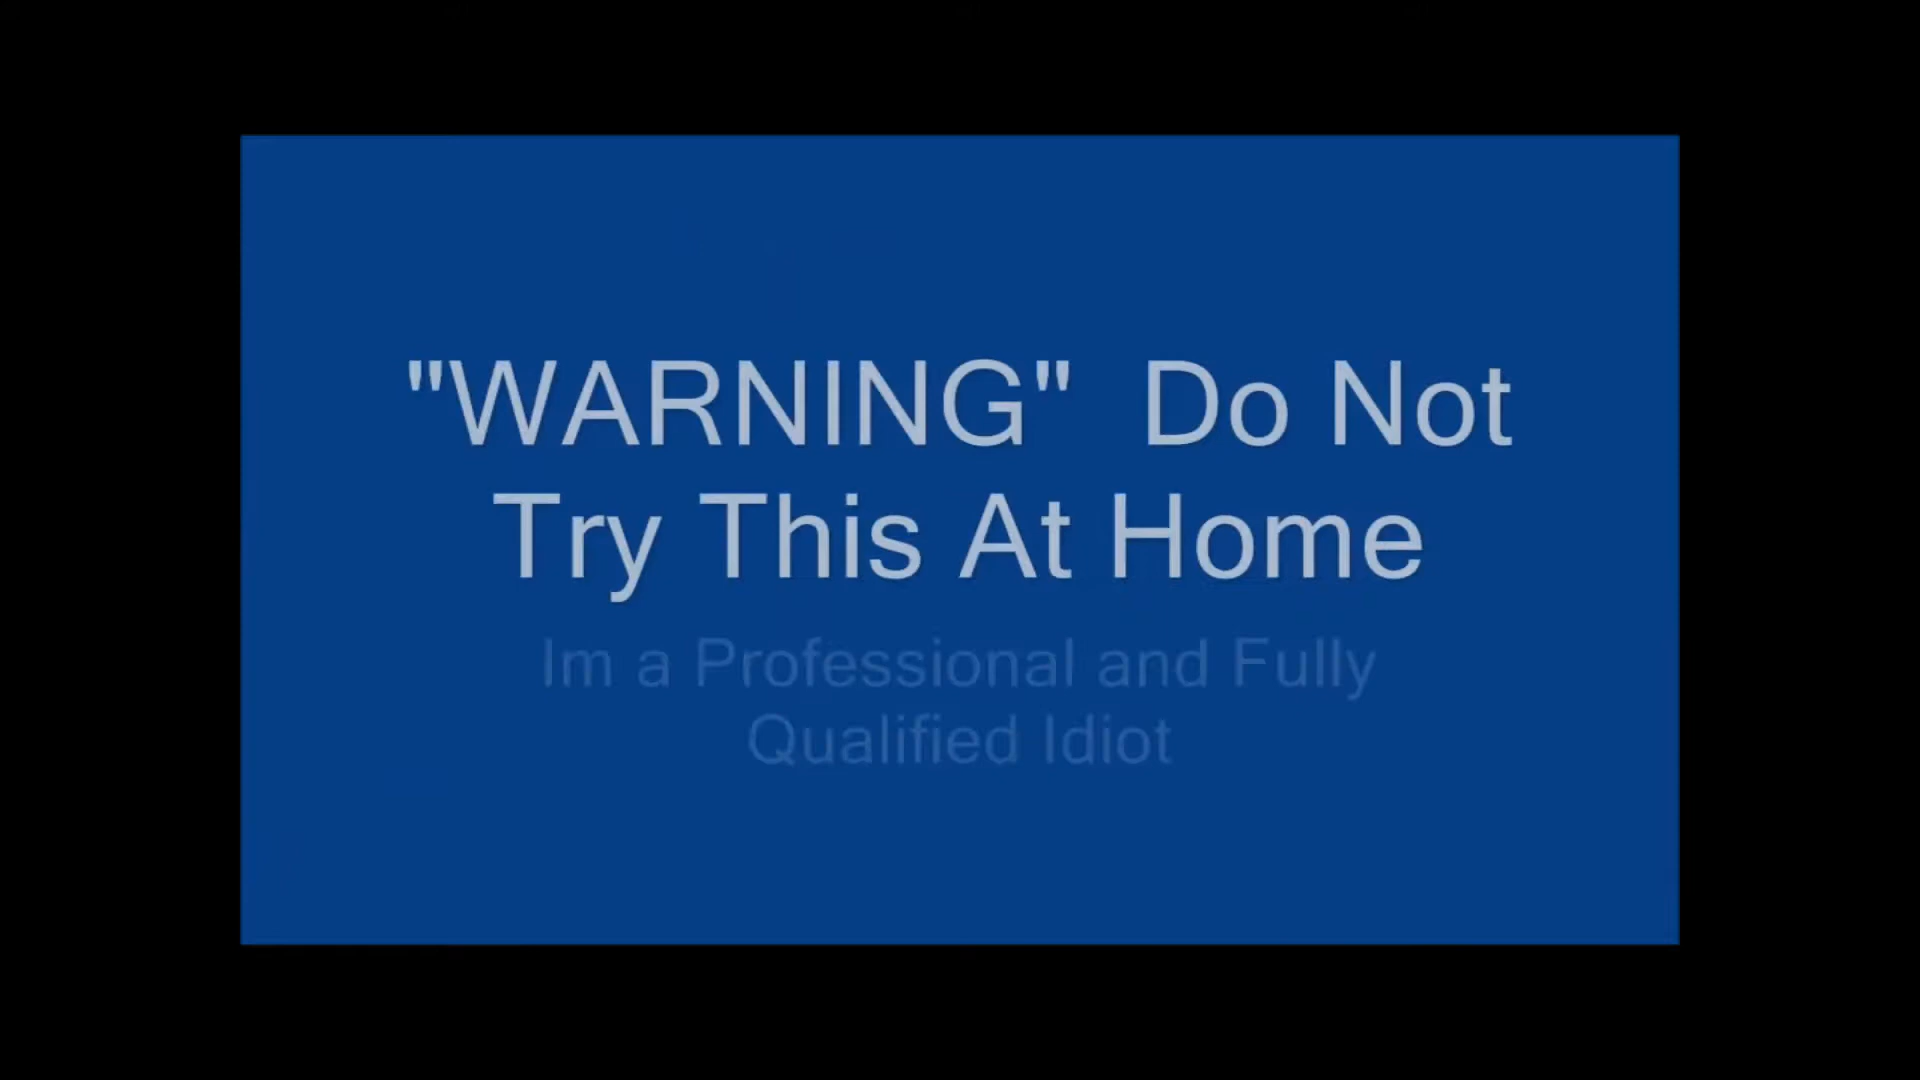 "WARNING"  Do Not
Try This At Home
Im a Professional and Fully
Qualified Idiot